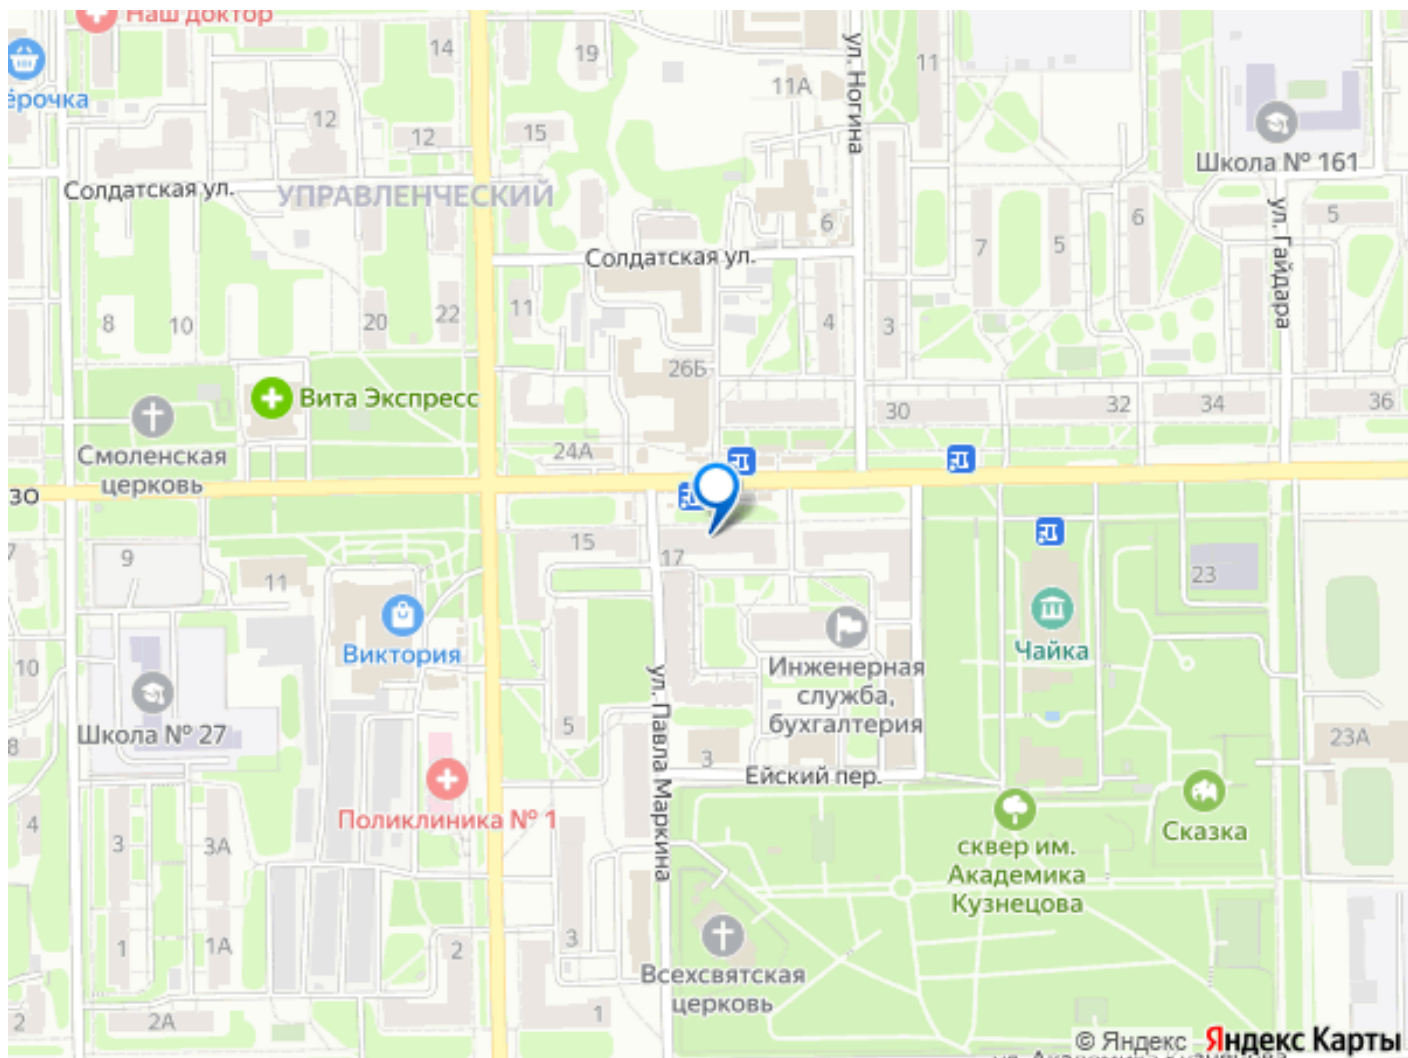 Наш доктор
14
19
ул. Ногина
11
11А
ёрочка
12
12
15
Школа № 161
Солдатская ул.
УПРАВЛЕНЧЕСКИЙ
6
6
5
ул. Гайдара
7
5
Солдатская ул.
8
10
20
22
11
4
3
26Б
Вита Экспресс
30
32
34
36
Смоленская
церковь
24А
ЗО
7
9
11
15
17
23
Виктория
Чайка
Инженерная
служба,
бухгалтерия
10
ул. Павла Маркина
Школа № 27
5
8
3
23А
Ейский пер.
Поликлиника № 1
Сказка
4
3
3А
сквер им.
Академика
Кузнецова
1
1А
2
3
Всехсвятская
церковь
2
2А
1
© Яндекс Яндекс Карты